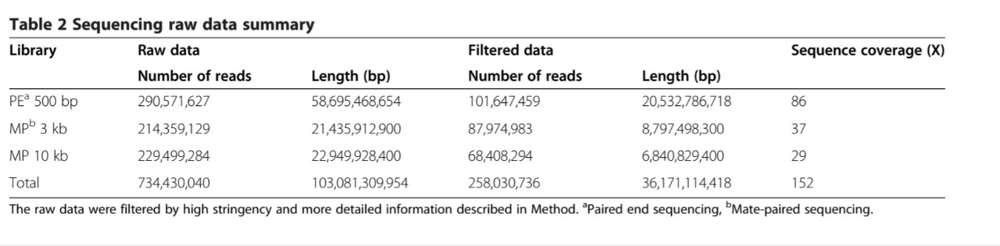 Table 2 Sequencing raw data summary
Library Raw data Filtered data Sequence coverage (X)
Number of reads Length (bp) Number of reads Length (bp)
PEa 500 bp 290,571,627 58,695,468,654 101,647,459 20,532,786,718 86
MPb 3 kb 214,359,129 21,435,912,900 87,974,983 8,797,498,300 37
MP 10 kb 229,499,284 22,949,928,400 68,408,294 6,840,829,400 29
Total 734,430,040 103,081,309,954 258,030,736 36,171,114,418 152
The raw data were filtered by high stringency and more detailed information described in Method. aPaired end sequencing, bMate-paired sequencing.